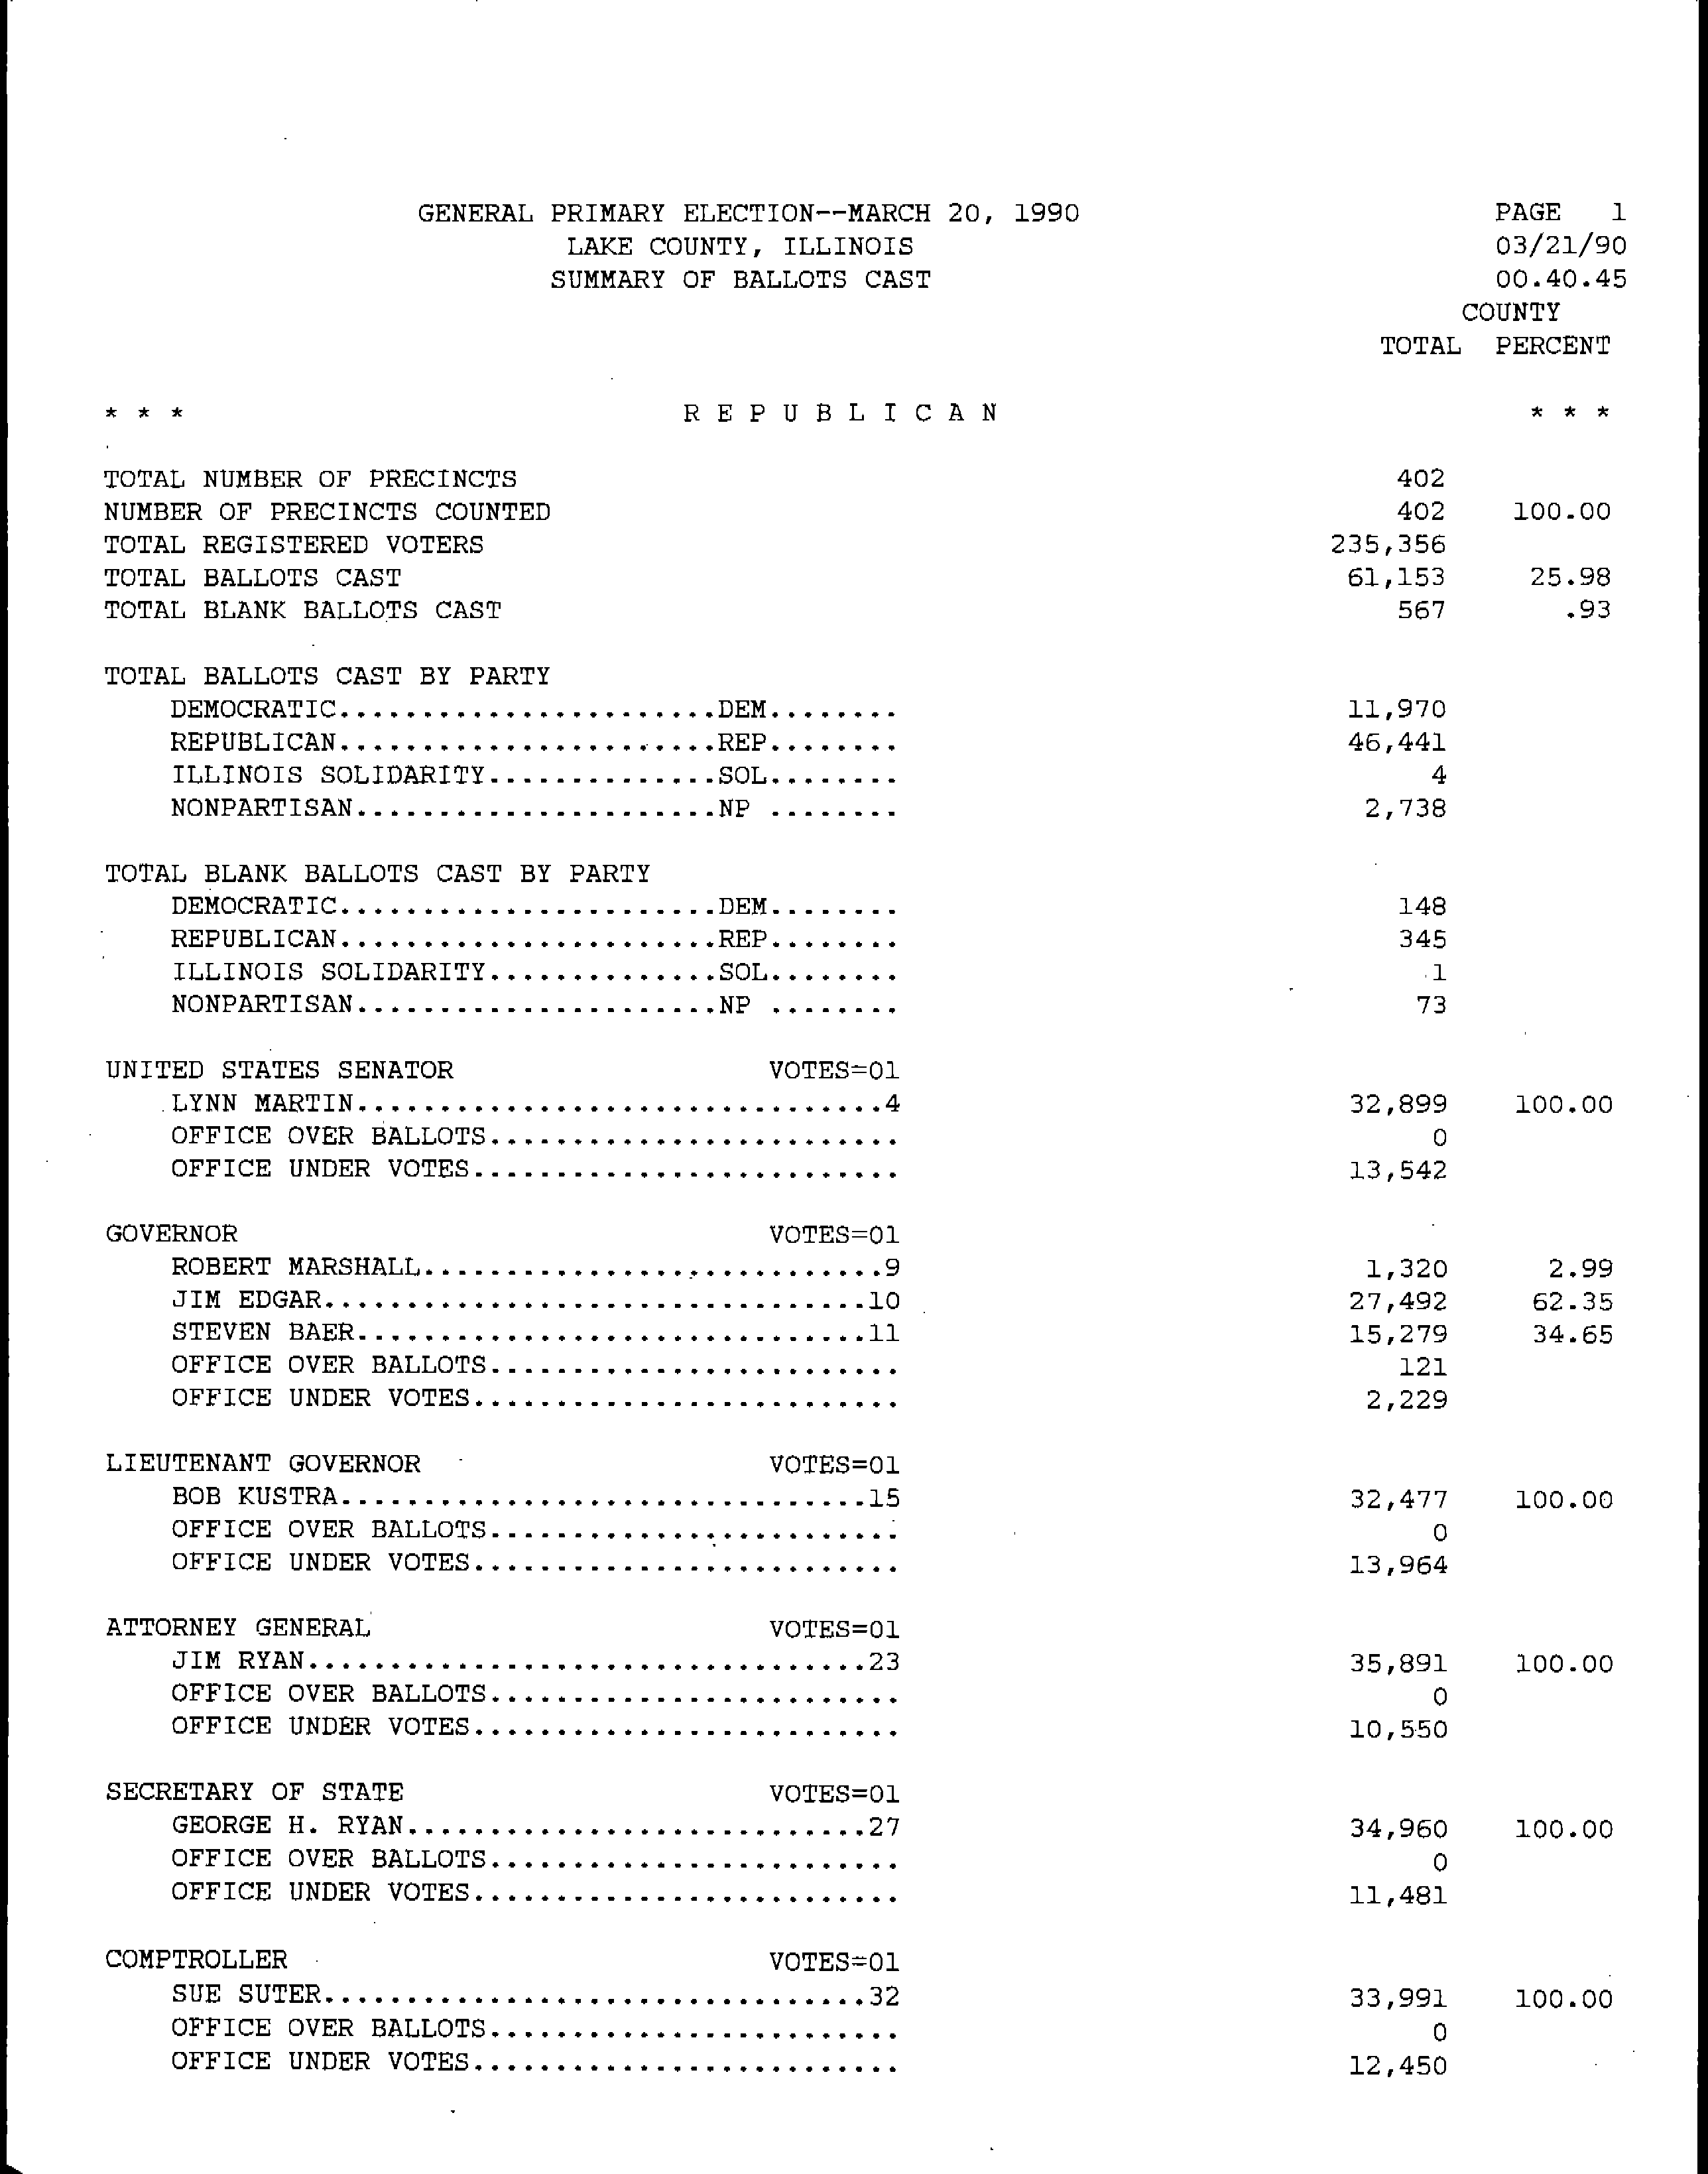 GENERAL PRIMARY ELECTION--MARCH 20, 1990 PAGE 1
LAKE COUNTY, ILLINOIS 03/21/90
SUMMARY OF BALLOTS CAST 00.40.45
COUNTY
TOTAL PERCENT
* * * R E P U B L I C A N * * *
TOTAL NUMBER OF PRECINCTS 402
NUMBER OF PRECINCTS COUNTED 402 100.00
TOTAL REGISTERED VOTERS 235,356
TOTAL BALLOTS CAST 61,153 25.98
TOTAL BLANK BALLOTS CAST 567 .93
TOTAL BALLOTS CAST BY PARTY
DEMOCRATIC.......................DEM........ 11,970
REPUBLICAN.......................REP........ 46,441
ILLINOIS SOLIDARITY..............SOL........ 4
NONPARTISAN......................NP ........ 2,738
TOTAL BLANK BALLOTS CAST BY PARTY
DEMOCRATIC.......................DEM........ 148
REPUBLICAN.......................REP........ 345
ILLINOIS SOLIDARITY..............SOL........ 1
NONPARTISAN......................NP ........ 73
UNITED STATES SENATOR VOTES=01
LYNN MARTIN................................4 32,899 100.00
OFFICE OVER BALLOTS......................... 0
OFFICE UNDER VOTES.......................... 13,542
GOVERNOR VOTES=01
ROBERT MARSHALL............................9 1,320 2.99
JIM EDGAR.................................10 27,492 62.35
STEVEN BAER...............................11 15,279 34.65
OFFICE OVER BALLOTS......................... 121
OFFICE UNDER VOTES.......................... 2,229
LIEUTENANT GOVERNOR VOTES=01
BOB KUSTRA................................15 32,477 100.00
OFFICE OVER BALLOTS......................... 0
OFFICE UNDER VOTES.......................... 13,964
ATTORNEY GENERAL VOTES=01
JIM RYAN..................................23 35,891 100.00
OFFICE OVER BALLOTS......................... 0
OFFICE UNDER VOTES.......................... 10,550
SECRETARY OF STATE VOTES=01
GEORGE H. RYAN............................27 34,960 100.00
OFFICE OVER BALLOTS......................... 0
OFFICE UNDER VOTES.......................... 11,481
COMPTROLLER VOTES=01
SUE SUTER.................................32 33,991 100.00
OFFICE OVER BALLOTS......................... 0
OFFICE UNDER VOTES.......................... 12,450